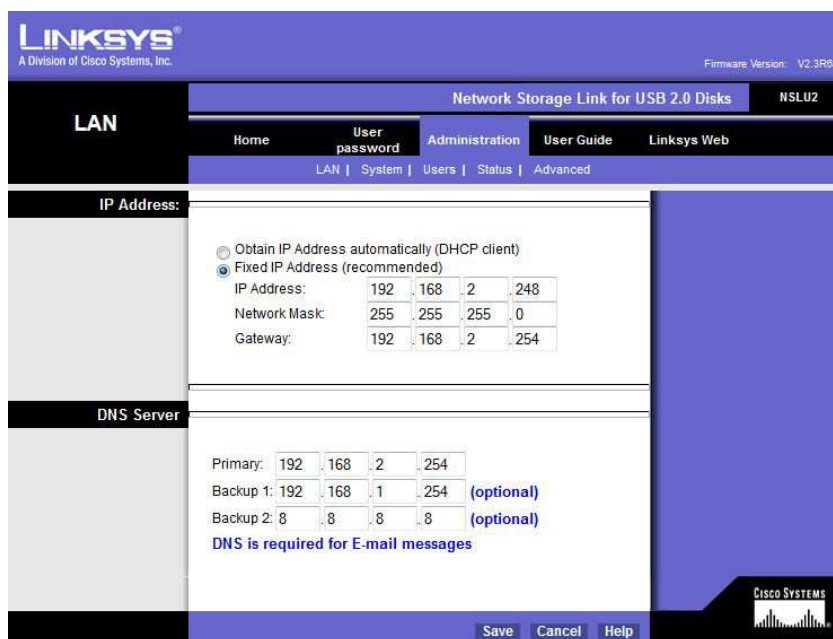 LINKSYS®
A Division of Cisco Systems, Inc.
Firmware Version: V2.3R6
Network Storage Link for USB 2.0 Disks NSLU2
LAN
Home User password Administration User Guide Linksys Web
LAN | System | Users | Status | Advanced
IP Address:
Obtain IP Address automatically (DHCP client)
Fixed IP Address (recommended)
IP Address: 192 . 168 . 2 . 248
Network Mask: 255 . 255 . 255 . 0
Gateway: 192 . 168 . 2 . 254
DNS Server
Primary: 192 . 168 . 2 . 254
Backup 1: 192 . 168 . 1 . 254 (optional)
Backup 2: 8 . 8 . 8 . 8 (optional)
DNS is required for E-mail messages
CISCO SYSTEMS
Save Cancel Help